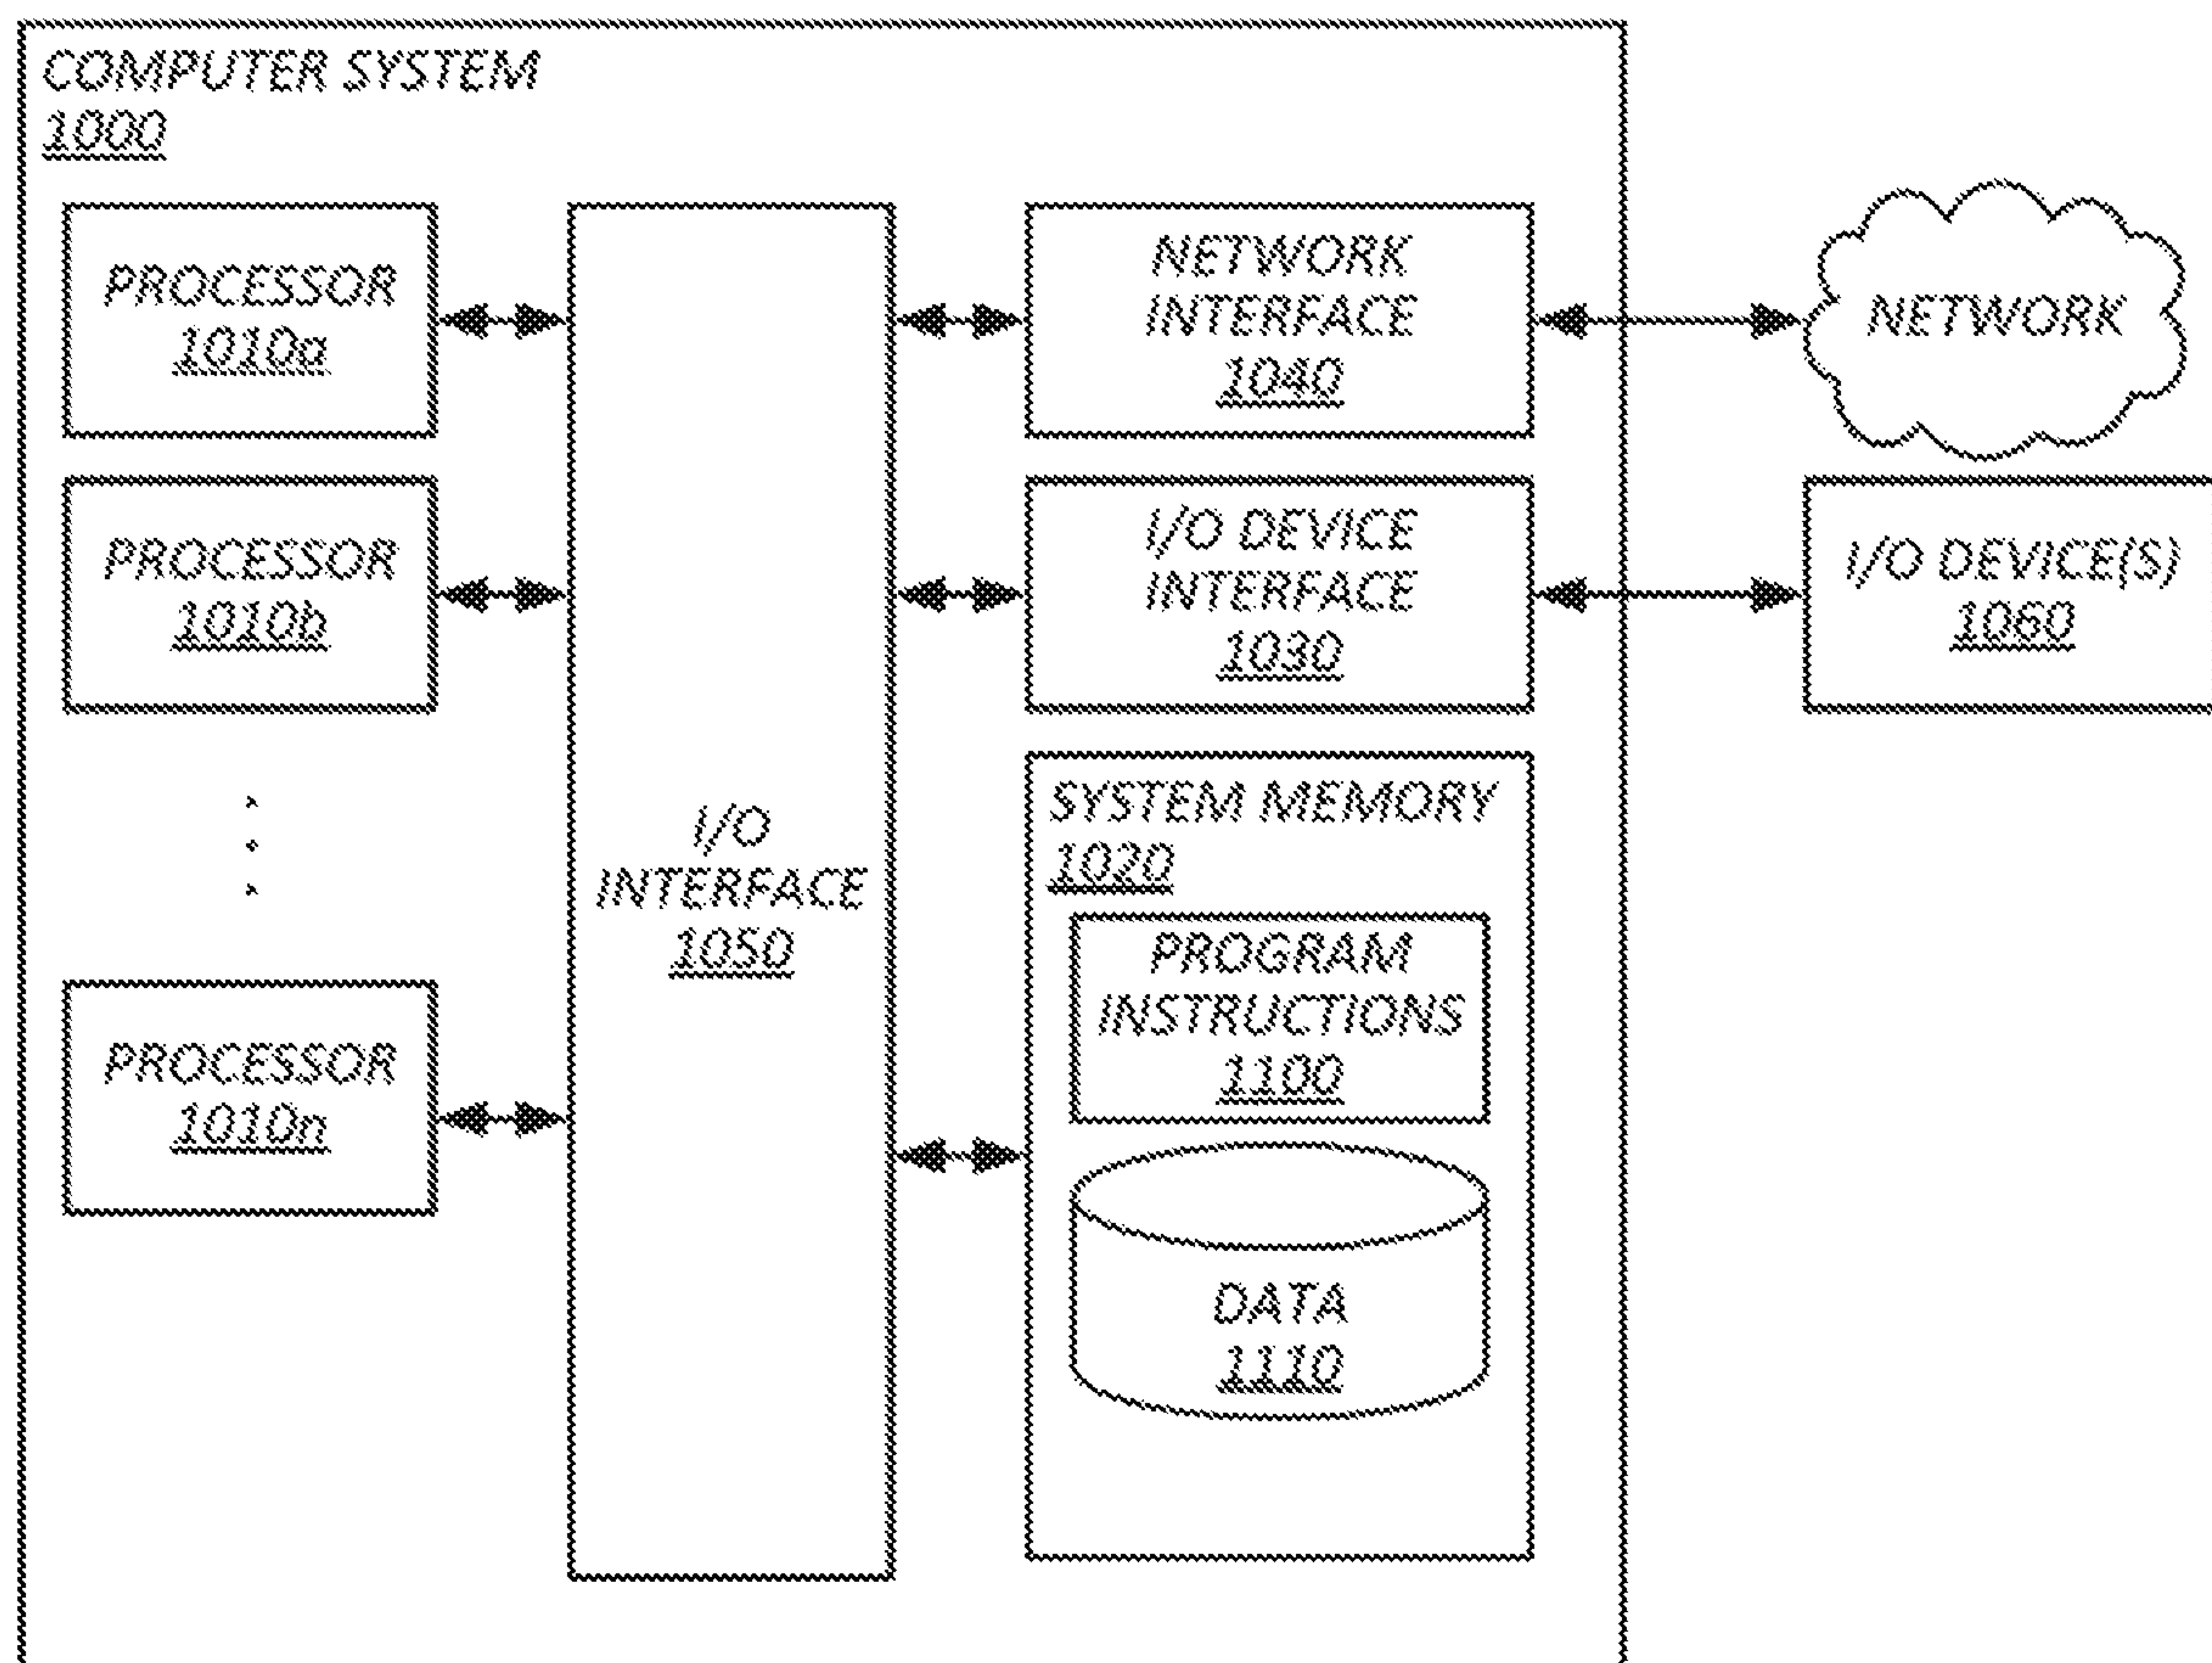 COMPUTER SYSTEM
1000
PROCESSOR
1010a
PROCESSOR
1010b
PROCESSOR
1010n
I/O
INTERFACE
1050
NETWORK
INTERFACE
1040
I/O DEVICE
INTERFACE
1030
SYSTEM MEMORY
1020
PROGRAM
INSTRUCTIONS
1100
DATA
1110
NETWORK
I/O DEVICE(S)
1060